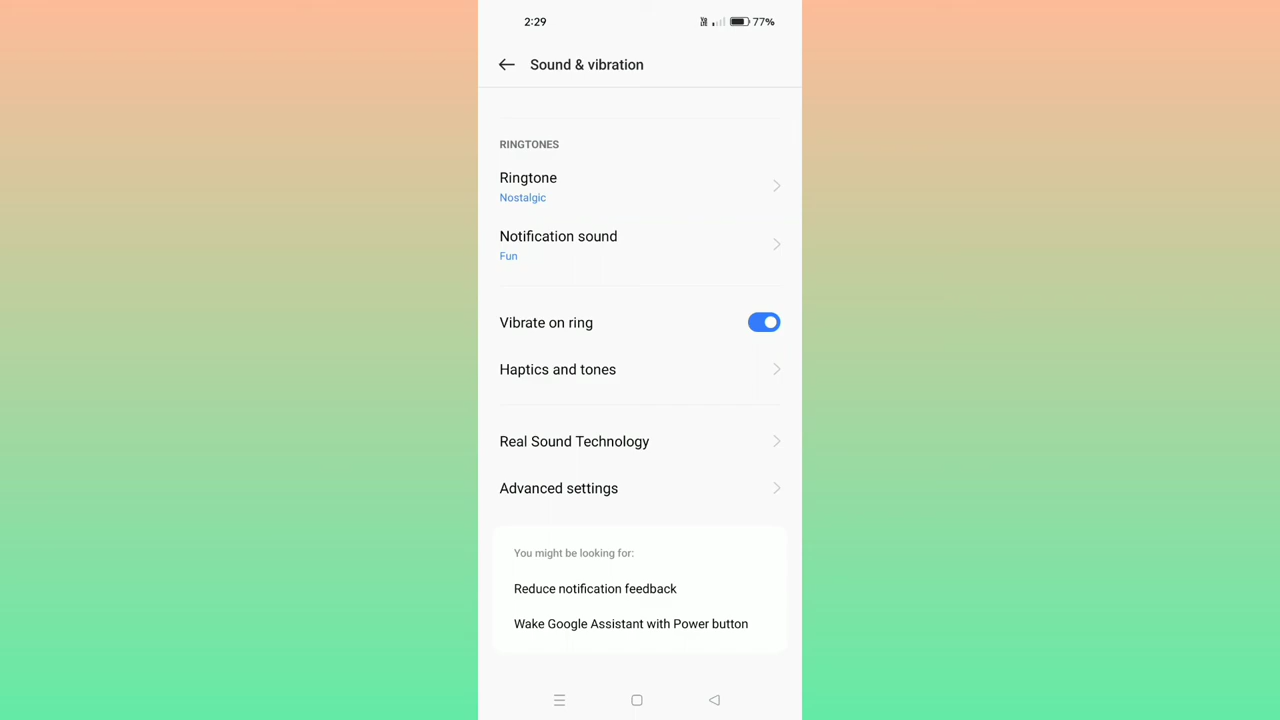 2:29
77%
Sound & vibration
RINGTONES
Ringtone
Nostalgic
Notification sound
Fun
Vibrate on ring
Haptics and tones
Real Sound Technology
Advanced settings
You might be looking for:
Reduce notification feedback
Wake Google Assistant with Power button